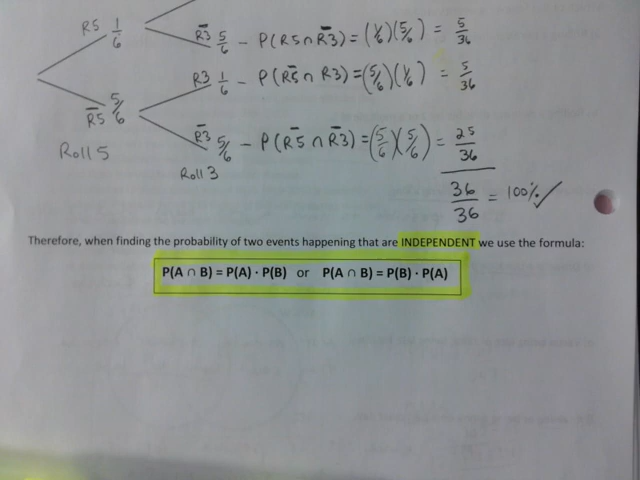 R5 1/6
R̅3̅ 5/6 – P(R5 ∩ R̅3̅) = (1/6)(5/6) = 5/36
R3 1/6 – P(R̅5̅ ∩ R3) = (5/6)(1/6) = 5/36
R̅5̅ 5/6
R̅3̅ 5/6 – P(R̅5̅ ∩ R̅3̅) = (5/6)(5/6) = 25/36
Roll 5
Roll 3
36/36 = 100% ✓
Therefore, when finding the probability of two events happening that are INDEPENDENT we use the formula:
P(A ∩ B) = P(A) · P(B) or P(A ∩ B) = P(B) · P(A)